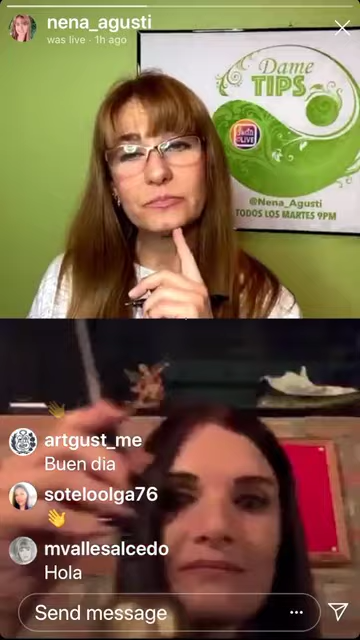 nena_agusti
was live · 1h ago
Dame
TIPS
LIVE
@Nena_Agusti
TODOS LOS MARTES 9PM
artgust_me
Buen dia
soteloolga76
👋
mvallesalcedo
Hola
Send message